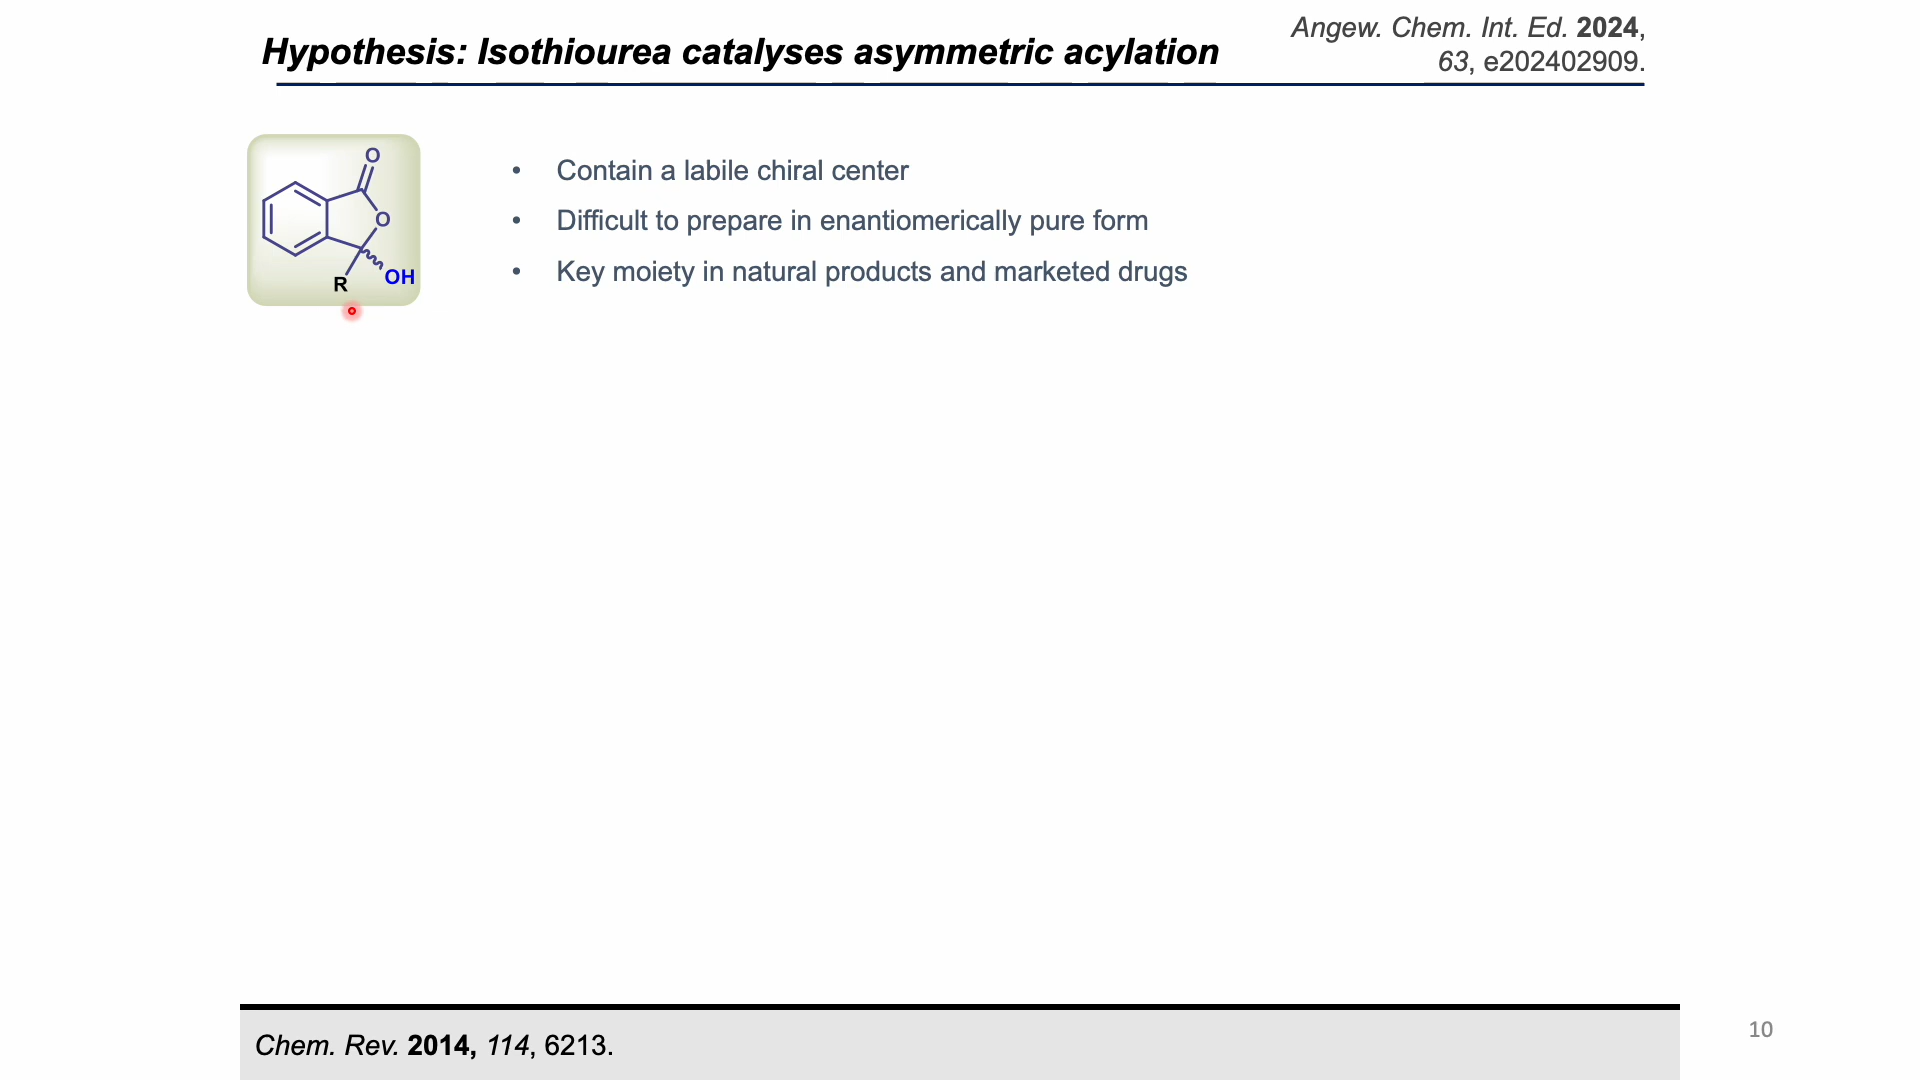 Hypothesis: Isothiourea catalyses asymmetric acylation
Angew. Chem. Int. Ed. 2024,
63, e202402909.
O
O
R
OH
• Contain a labile chiral center
• Difficult to prepare in enantiomerically pure form
• Key moiety in natural products and marketed drugs
Chem. Rev. 2014, 114, 6213.
10